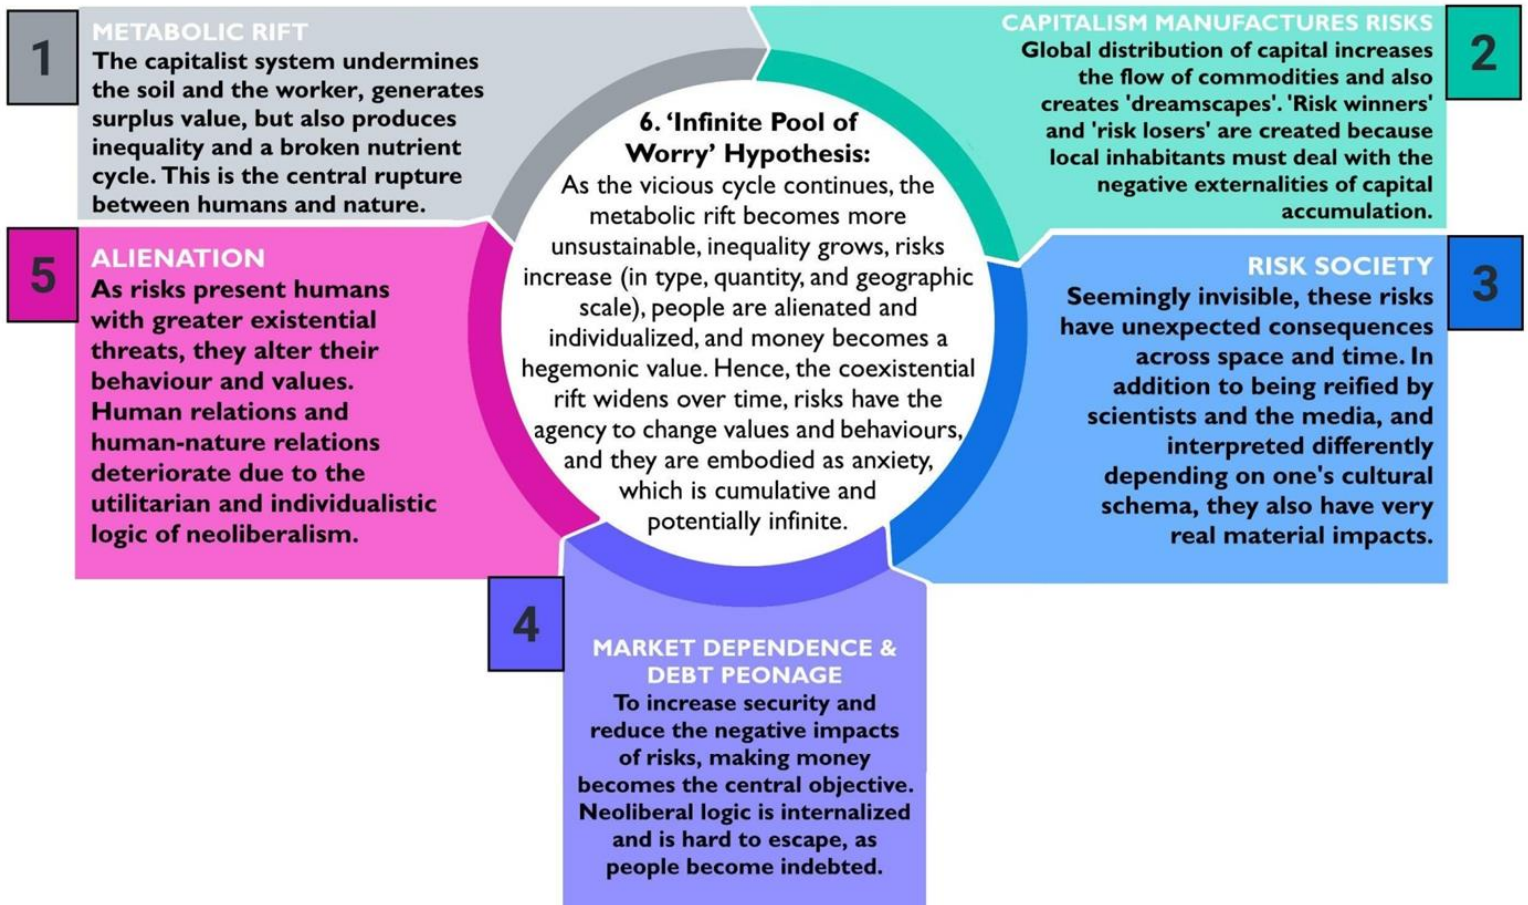 1
METABOLIC RIFT
The capitalist system undermines
the soil and the worker, generates
surplus value, but also produces
inequality and a broken nutrient
cycle. This is the central rupture
between humans and nature.
2
CAPITALISM MANUFACTURES RISKS
Global distribution of capital increases
the flow of commodities and also
creates 'dreamscapes'. 'Risk winners'
and 'risk losers' are created because
local inhabitants must deal with the
negative externalities of capital
accumulation.
3
RISK SOCIETY
Seemingly invisible, these risks
have unexpected consequences
across space and time. In
addition to being reified by
scientists and the media, and
interpreted differently
depending on one's cultural
schema, they also have very
real material impacts.
4
MARKET DEPENDENCE &
DEBT PEONAGE
To increase security and
reduce the negative impacts
of risks, making money
becomes the central objective.
Neoliberal logic is internalized
and is hard to escape, as
people become indebted.
5
ALIENATION
As risks present humans
with greater existential
threats, they alter their
behaviour and values.
Human relations and
human-nature relations
deteriorate due to the
utilitarian and individualistic
logic of neoliberalism.
6. ‘Infinite Pool of
Worry’ Hypothesis:
As the vicious cycle continues, the
metabolic rift becomes more
unsustainable, inequality grows, risks
increase (in type, quantity, and geographic
scale), people are alienated and
individualized, and money becomes a
hegemonic value. Hence, the coexistential
rift widens over time, risks have the
agency to change values and behaviours,
and they are embodied as anxiety,
which is cumulative and
potentially infinite.